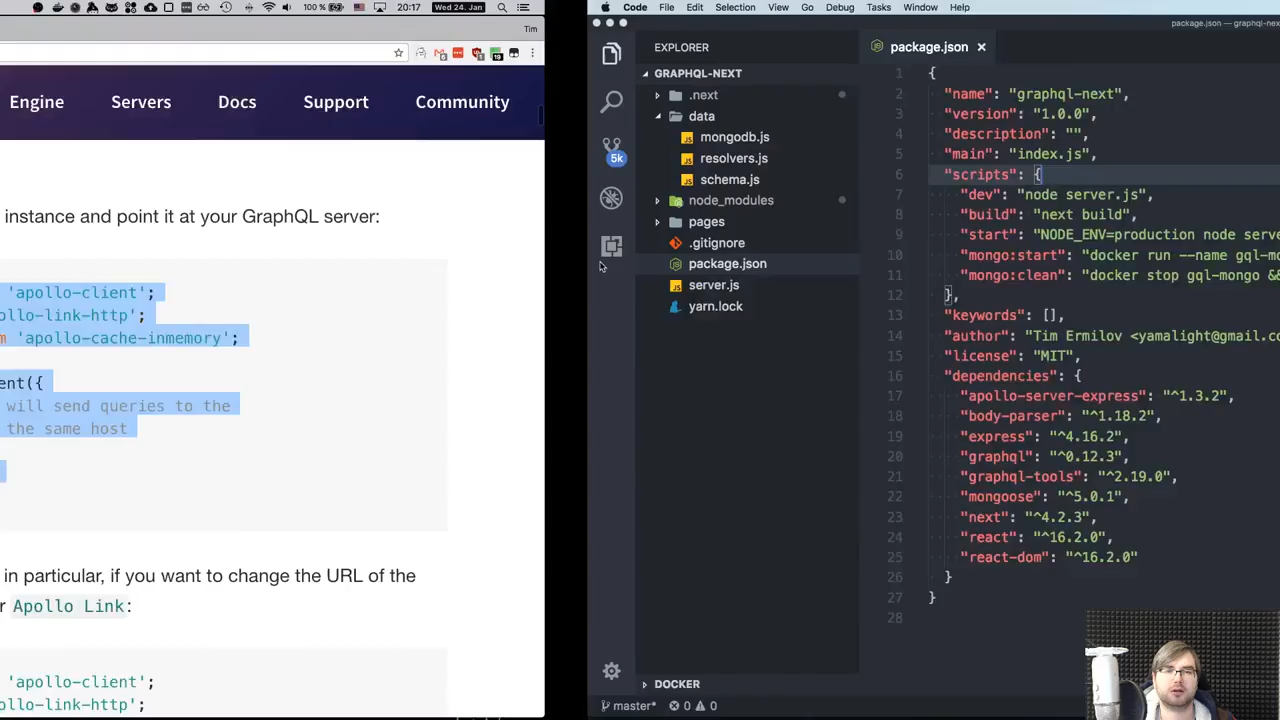 100 %
20:17
Wed 24. Jan
Tim
Engine
Servers
Docs
Support
Community
instance and point it at your GraphQL server:
'apollo-client';
ollo-link-http';
m 'apollo-cache-inmemory';
ent({
will send queries to the
the same host
in particular, if you want to change the URL of the
r Apollo Link:
'apollo-client';
ollo-link-http';
Code File Edit Selection View Go Debug Tasks Window Help
package.json — graphql-nex
EXPLORER
GRAPHQL-NEXT
.next
data
mongodb.js
resolvers.js
schema.js
node_modules
pages
.gitignore
package.json
server.js
yarn.lock
DOCKER
5k
master*
0
0
package.json
1 {
2 "name": "graphql-next",
3 "version": "1.0.0",
4 "description": "",
5 "main": "index.js",
6 "scripts": {
7 "dev": "node server.js",
8 "build": "next build",
9 "start": "NODE_ENV=production node serve
10 "mongo:start": "docker run --name gql-mo
11 "mongo:clean": "docker stop gql-mongo &&
12 },
13 "keywords": [],
14 "author": "Tim Ermilov <yamalight@gmail.co
15 "license": "MIT",
16 "dependencies": {
17 "apollo-server-express": "^1.3.2",
18 "body-parser": "^1.18.2",
19 "express": "^4.16.2",
20 "graphql": "^0.12.3",
21 "graphql-tools": "^2.19.0",
22 "mongoose": "^5.0.1",
23 "next": "^4.2.3",
24 "react": "^16.2.0",
25 "react-dom": "^16.2.0"
26 }
27 }
28